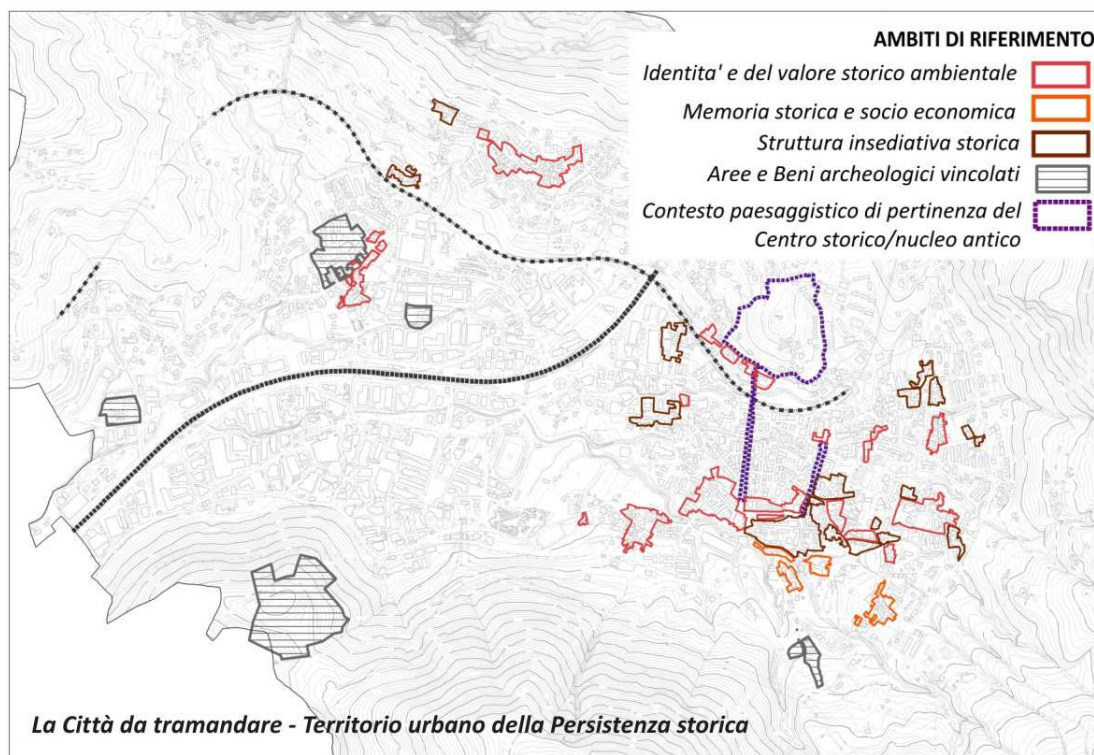 AMBITI DI RIFERIMENTO
Identita' e del valore storico ambientale
Memoria storica e socio economica
Struttura insediativa storica
Aree e Beni archeologici vincolati
Contesto paesaggistico di pertinenza del
Centro storico/nucleo antico
La Città da tramandare - Territorio urbano della Persistenza storica